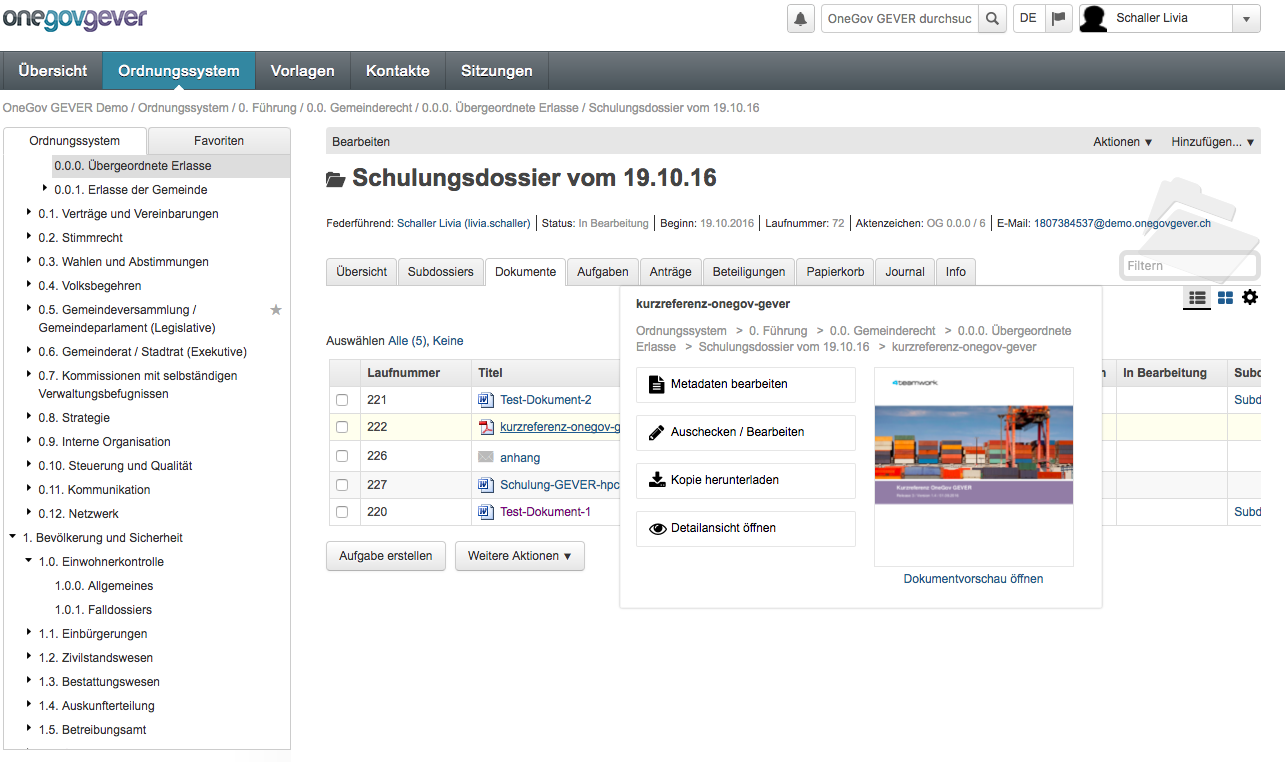 onegovgever
OneGov GEVER durchsuc
DE
Schaller Livia
Übersicht
Ordnungssystem
Vorlagen
Kontakte
Sitzungen
OneGov GEVER Demo / Ordnungssystem / 0. Führung / 0.0. Gemeinderecht / 0.0.0. Übergeordnete Erlasse / Schulungsdossier vom 19.10.16
Ordnungssystem
Favoriten
0.0.0. Übergeordnete Erlasse
0.0.1. Erlasse der Gemeinde
0.1. Verträge und Vereinbarungen
0.2. Stimmrecht
0.3. Wahlen und Abstimmungen
0.4. Volksbegehren
0.5. Gemeindeversammlung /
Gemeindeparlament (Legislative)
0.6. Gemeinderat / Stadtrat (Exekutive)
0.7. Kommissionen mit selbständigen
Verwaltungsbefugnissen
0.8. Strategie
0.9. Interne Organisation
0.10. Steuerung und Qualität
0.11. Kommunikation
0.12. Netzwerk
1. Bevölkerung und Sicherheit
1.0. Einwohnerkontrolle
1.0.0. Allgemeines
1.0.1. Falldossiers
1.1. Einbürgerungen
1.2. Zivilstandswesen
1.3. Bestattungswesen
1.4. Auskunfterteilung
1.5. Betreibungsamt
Bearbeiten
Aktionen
Hinzufügen...
Schulungsdossier vom 19.10.16
Federführend: Schaller Livia (livia.schaller) Status: In Bearbeitung Beginn: 19.10.2016 Laufnummer: 72 Aktenzeichen: OG 0.0.0 / 6 E-Mail: 1807384537@demo.onegovgever.ch
Filtern
Übersicht
Subdossiers
Dokumente
Aufgaben
Anträge
Beteiligungen
Papierkorb
Journal
Info
Auswählen Alle (5), Keine
Laufnummer Titel n In Bearbeitung Subd
221 Test-Dokument-2 Subd
222 kurzreferenz-onegov-g
226 anhang
227 Schulung-GEVER-hpc
220 Test-Dokument-1 Subd
Aufgabe erstellen
Weitere Aktionen
kurzreferenz-onegov-gever
Ordnungssystem > 0. Führung > 0.0. Gemeinderecht > 0.0.0. Übergeordnete
Erlasse > Schulungsdossier vom 19.10.16 > kurzreferenz-onegov-gever
Metadaten bearbeiten
Auschecken / Bearbeiten
Kopie herunterladen
Detailansicht öffnen
4teamwork
Kurzreferenz OneGov GEVER
Dokumentvorschau öffnen